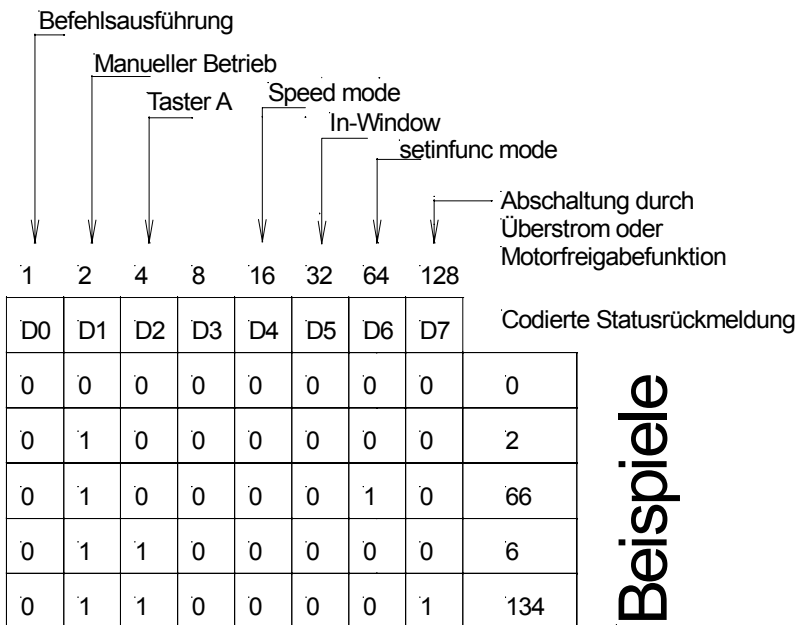 Befehlsausführung
Manueller Betrieb
Taster A
Speed mode
In-Window
setinfunc mode
Abschaltung durch
Überstrom oder
Motorfreigabefunktion
1 2 4 8 16 32 64 128
Codierte Statusrückmeldung
D0 D1 D2 D3 D4 D5 D6 D7
0 0 0 0 0 0 0 0 0
0 1 0 0 0 0 0 0 2
0 1 0 0 0 0 1 0 66
0 1 1 0 0 0 0 0 6
0 1 1 0 0 0 0 1 134
Beispiele